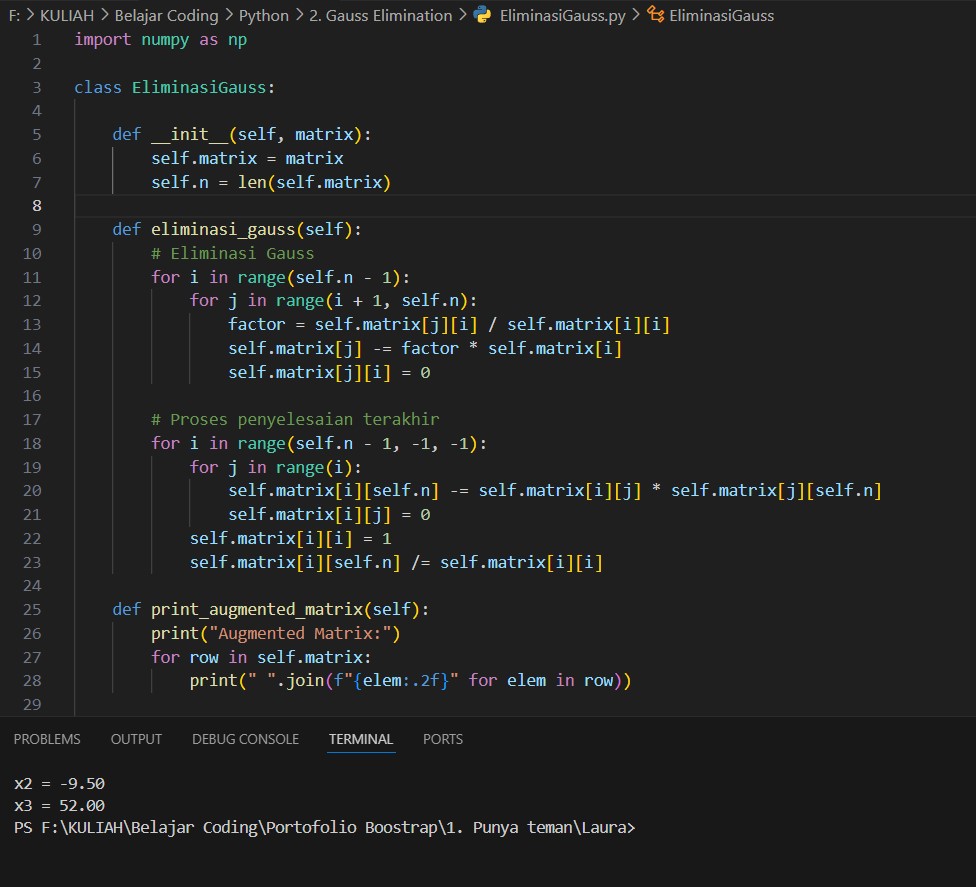 F: > KULIAH > Belajar Coding > Python > 2. Gauss Elimination > EliminasiGauss.py > EliminasiGauss
1 import numpy as np
2
3 class EliminasiGauss:
4
5     def __init__(self, matrix):
6         self.matrix = matrix
7         self.n = len(self.matrix)
8
9     def eliminasi_gauss(self):
10         # Eliminasi Gauss
11         for i in range(self.n - 1):
12             for j in range(i + 1, self.n):
13                 factor = self.matrix[j][i] / self.matrix[i][i]
14                 self.matrix[j] -= factor * self.matrix[i]
15                 self.matrix[j][i] = 0
16
17         # Proses penyelesaian terakhir
18         for i in range(self.n - 1, -1, -1):
19             for j in range(i):
20                 self.matrix[i][self.n] -= self.matrix[i][j] * self.matrix[j][self.n]
21                 self.matrix[i][j] = 0
22             self.matrix[i][i] = 1
23             self.matrix[i][self.n] /= self.matrix[i][i]
24
25     def print_augmented_matrix(self):
26         print("Augmented Matrix:")
27         for row in self.matrix:
28             print(" ".join(f"{elem:.2f}" for elem in row))
29
PROBLEMS OUTPUT DEBUG CONSOLE TERMINAL PORTS
x2 = -9.50
x3 = 52.00
PS F:\KULIAH\Belajar Coding\Portofolio Boostrap\1. Punya teman\Laura>